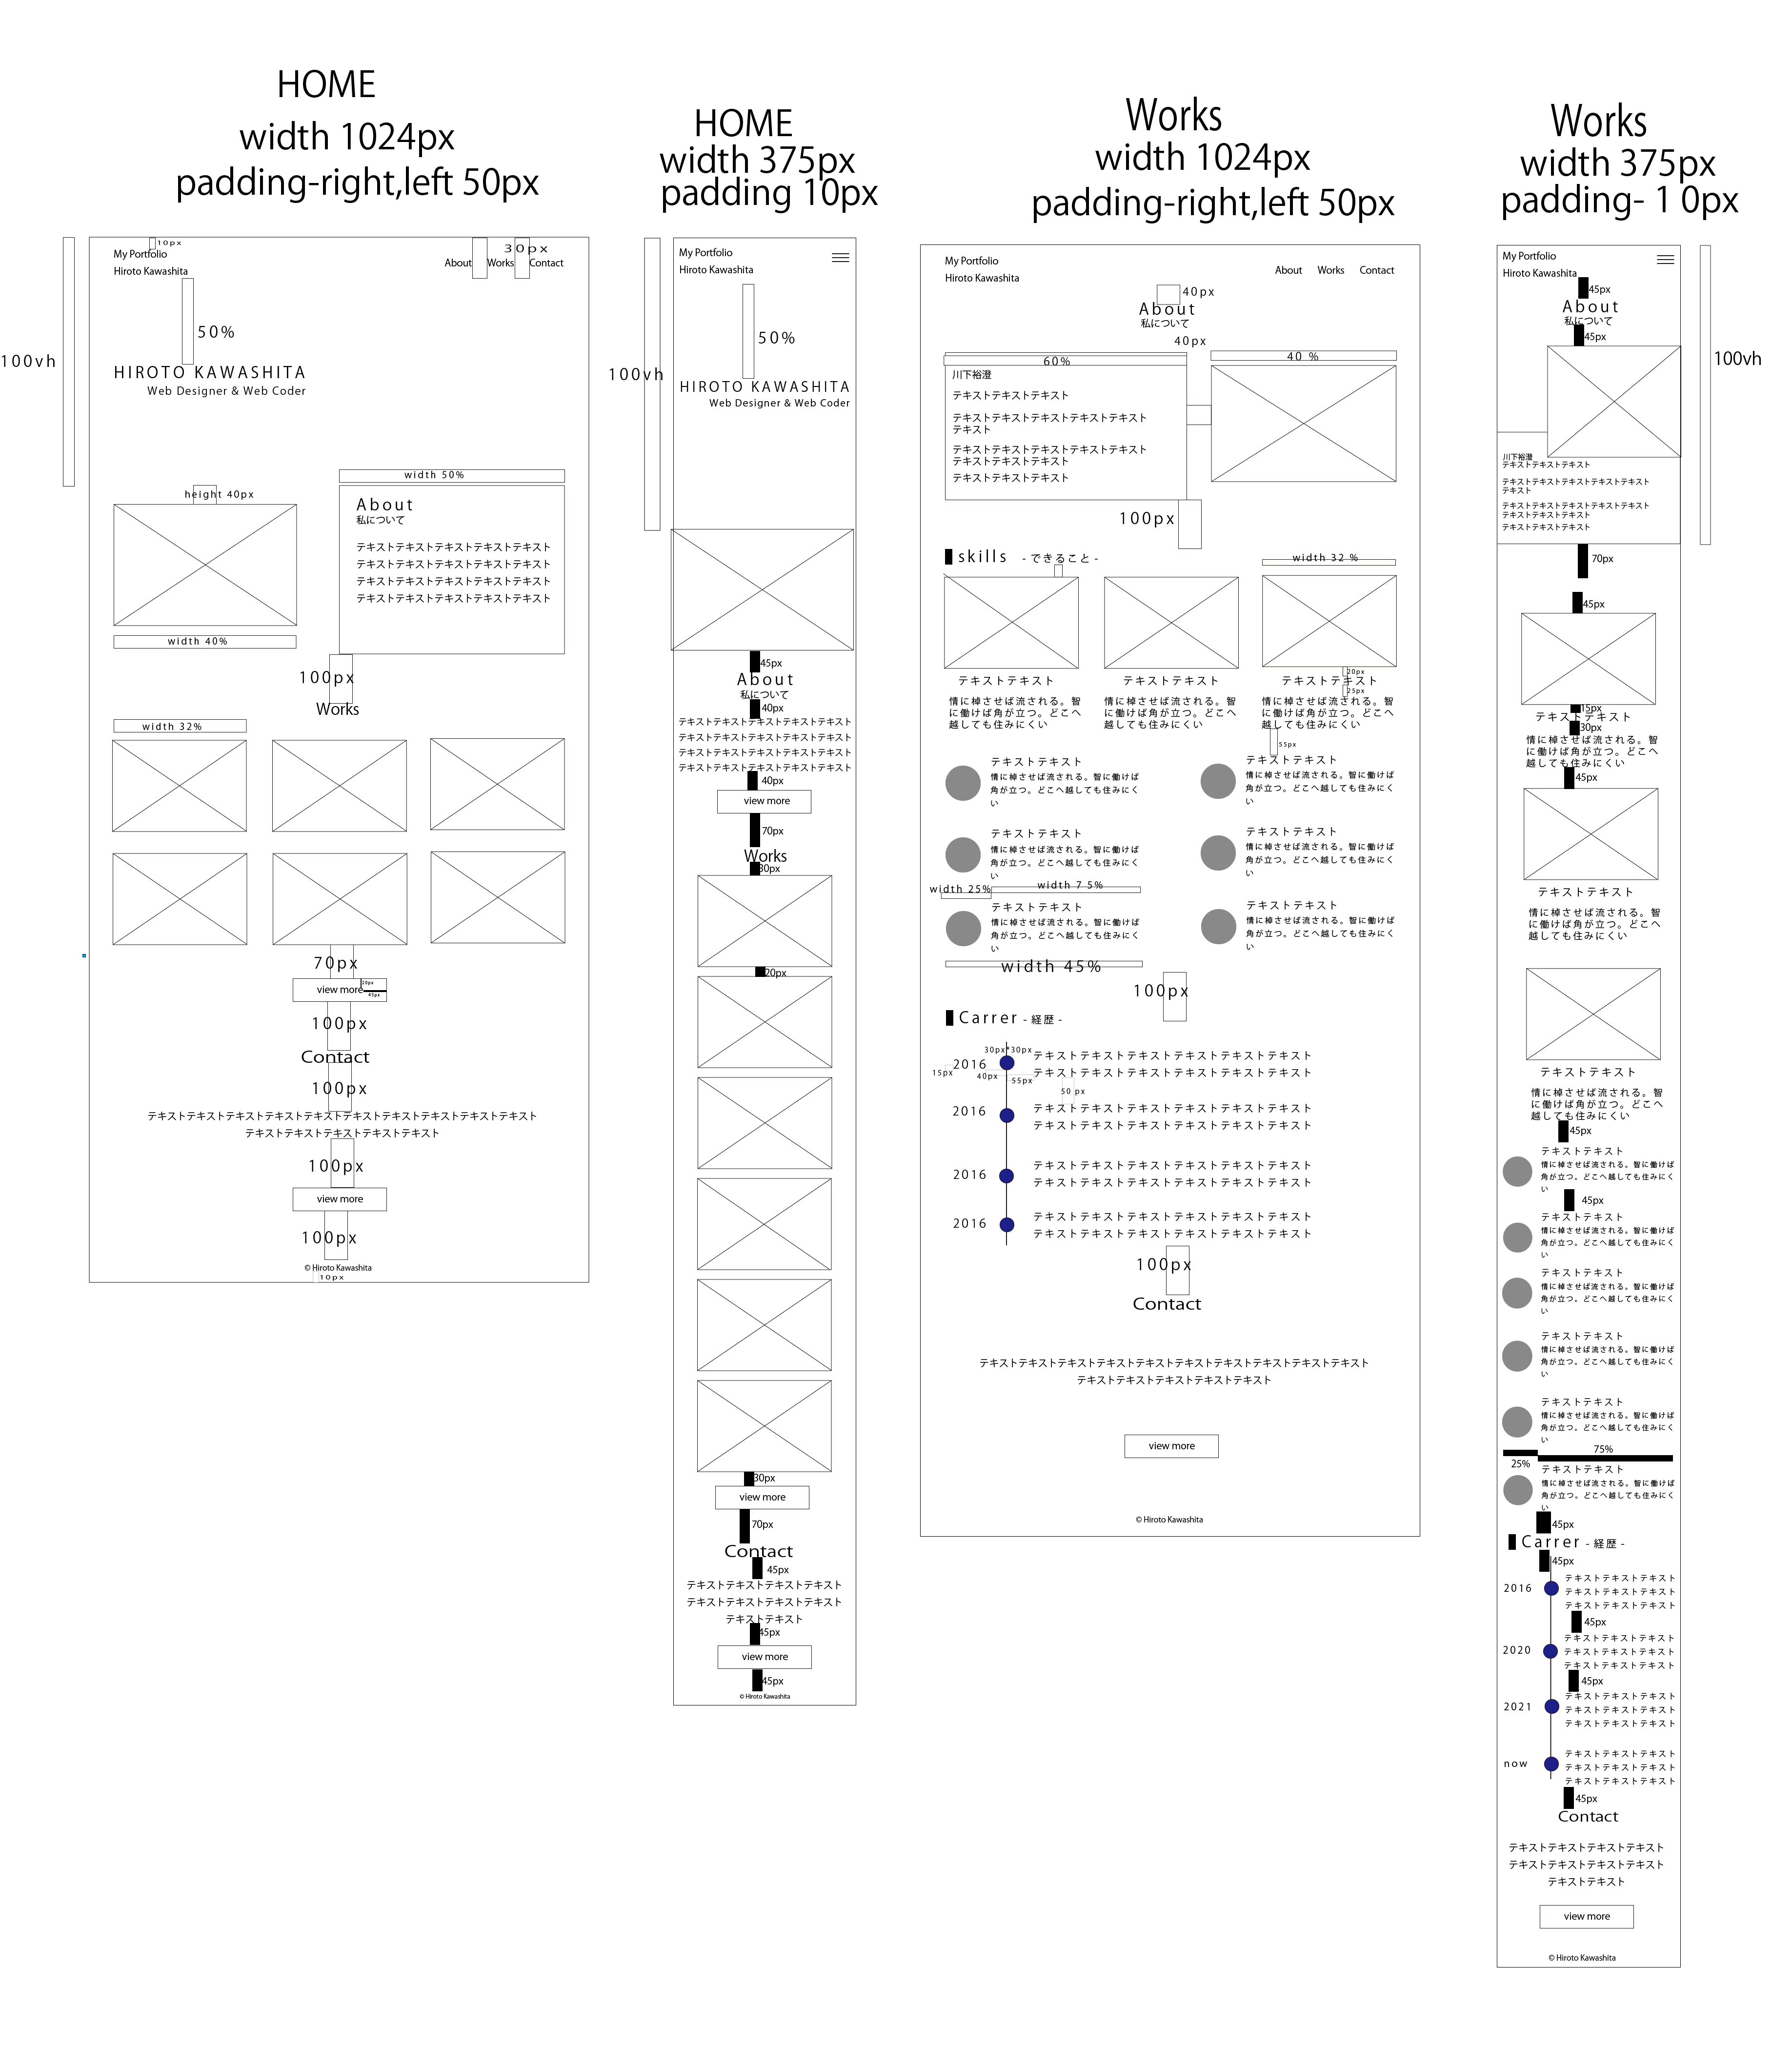 HOME
width 1024px
padding-right,left 50px
10px
My Portfolio
Hiroto Kawashita
30px
About
Works
Contact
50%
100vh
HIROTO KAWASHITA
Web Designer & Web Coder
width 50%
height 40px
About
私について
テキストテキストテキストテキストテキスト
テキストテキストテキストテキストテキスト
テキストテキストテキストテキストテキスト
テキストテキストテキストテキストテキスト
width 40%
100px
Works
width 32%
70px
view more
20px
45px
100px
Contact
100px
テキストテキストテキストテキストテキストテキストテキストテキストテキストテキスト
テキストテキストテキストテキストテキスト
100px
view more
100px
© Hiroto Kawashita
10px
HOME
width 375px
padding 10px
My Portfolio
Hiroto Kawashita
50%
100vh
HIROTO KAWASHITA
Web Designer & Web Coder
45px
About
私について
40px
テキストテキストテキストテキストテキスト
テキストテキストテキストテキストテキスト
テキストテキストテキストテキストテキスト
テキストテキストテキストテキストテキスト
40px
view more
70px
Works
30px
20px
30px
view more
70px
Contact
45px
テキストテキストテキストテキスト
テキストテキストテキストテキスト
テキストテキスト
45px
view more
45px
© Hiroto Kawashita
Works
width 1024px
padding-right,left 50px
My Portfolio
Hiroto Kawashita
About
Works
Contact
40px
About
私について
40px
60%
40 %
川下裕澄
テキストテキストテキスト
テキストテキストテキストテキストテキスト
テキスト
テキストテキストテキストテキストテキスト
テキストテキストテキスト
テキストテキストテキスト
100px
skills - できること -
width 32 %
テキストテキスト
情に棹させば流される。智
に働けば角が立つ。どこへ
越しても住みにくい
テキストテキスト
情に棹させば流される。智
に働けば角が立つ。どこへ
越しても住みにくい
20px
テキストテキスト
25px
情に棹させば流される。智
に働けば角が立つ。どこへ
越しても住みにくい
55px
テキストテキスト
情に棹させば流される。智に働けば
角が立つ。どこへ越しても住みにく
い
テキストテキスト
情に棹させば流される。智に働けば
角が立つ。どこへ越しても住みにく
い
テキストテキスト
情に棹させば流される。智に働けば
角が立つ。どこへ越しても住みにく
い
テキストテキスト
情に棹させば流される。智に働けば
角が立つ。どこへ越しても住みにく
い
width 25%
width 7 5%
テキストテキスト
情に棹させば流される。智に働けば
角が立つ。どこへ越しても住みにく
い
テキストテキスト
情に棹させば流される。智に働けば
角が立つ。どこへ越しても住みにく
い
width 45%
100px
Carrer - 経歴 -
30px*30px
2016
テキストテキストテキストテキストテキストテキスト
テキストテキストテキストテキストテキストテキスト
15px
40px
55px
50 px
2016
テキストテキストテキストテキストテキストテキスト
テキストテキストテキストテキストテキストテキスト
2016
テキストテキストテキストテキストテキストテキスト
テキストテキストテキストテキストテキストテキスト
2016
テキストテキストテキストテキストテキストテキスト
テキストテキストテキストテキストテキストテキスト
100px
Contact
テキストテキストテキストテキストテキストテキストテキストテキストテキストテキスト
テキストテキストテキストテキストテキスト
view more
© Hiroto Kawashita
Works
width 375px
padding- 1 0px
My Portfolio
Hiroto Kawashita
45px
About
私について
45px
100vh
川下裕澄
テキストテキストテキスト
テキストテキストテキストテキストテキスト
テキスト
テキストテキストテキストテキストテキスト
テキストテキストテキスト
テキストテキストテキスト
70px
45px
15px
テキストテキスト
30px
情に棹させば流される。智
に働けば角が立つ。どこへ
越しても住みにくい
45px
テキストテキスト
情に棹させば流される。智
に働けば角が立つ。どこへ
越しても住みにくい
テキストテキスト
情に棹させば流される。智
に働けば角が立つ。どこへ
越しても住みにくい
45px
テキストテキスト
情に棹させば流される。智に働けば
角が立つ。どこへ越しても住みにく
い
45px
テキストテキスト
情に棹させば流される。智に働けば
角が立つ。どこへ越しても住みにく
い
テキストテキスト
情に棹させば流される。智に働けば
角が立つ。どこへ越しても住みにく
い
テキストテキスト
情に棹させば流される。智に働けば
角が立つ。どこへ越しても住みにく
い
テキストテキスト
情に棹させば流される。智に働けば
角が立つ。どこへ越しても住みにく
い
75%
25%
テキストテキスト
情に棹させば流される。智に働けば
角が立つ。どこへ越しても住みにく
い
45px
Carrer - 経歴 -
45px
2016
テキストテキストテキスト
テキストテキストテキスト
テキストテキストテキスト
45px
2020
テキストテキストテキスト
テキストテキストテキスト
テキストテキストテキスト
45px
2021
テキストテキストテキスト
テキストテキストテキスト
テキストテキストテキスト
now
テキストテキストテキスト
テキストテキストテキスト
テキストテキストテキスト
45px
Contact
テキストテキストテキストテキスト
テキストテキストテキストテキスト
テキストテキスト
view more
© Hiroto Kawashita